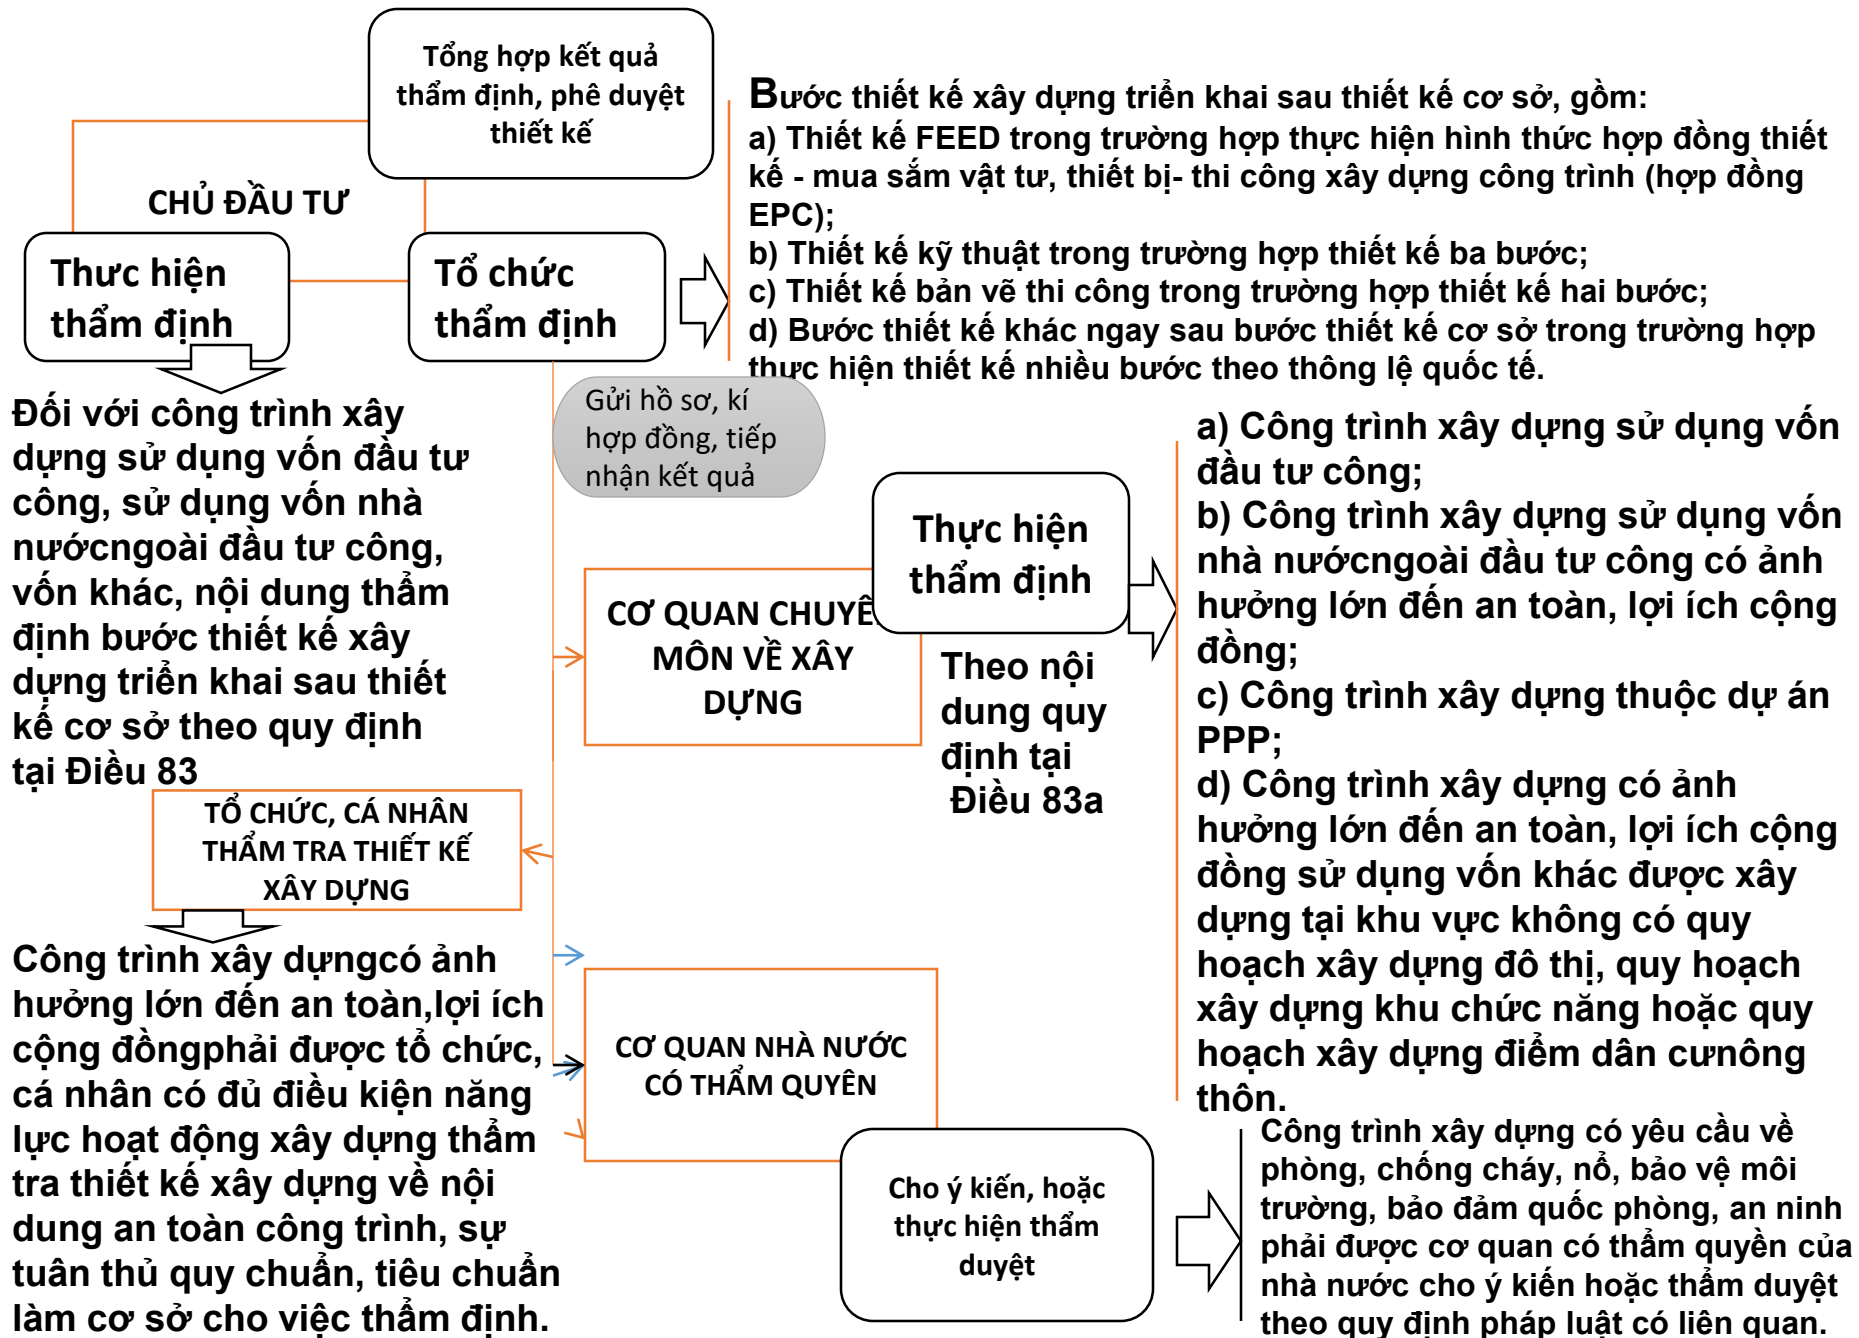 Tổng hợp kết quả
thẩm định, phê duyệt
thiết kế
CHỦ ĐẦU TƯ
Thưc hiện
thẩm định
Tổ chức
thẩm định
Bước thiết kế xây dựng triển khai sau thiết kế cơ sở, gồm:
a) Thiết kế FEED trong trường hợp thực hiện hình thức hợp đồng thiết
kế - mua sắm vật tư, thiết bị- thi công xây dựng công trình (hợp đồng
EPC);
b) Thiết kế kỹ thuật trong trường hợp thiết kế ba bước;
c) Thiết kế bản vẽ thi công trong trường hợp thiết kế hai bước;
d) Bước thiết kế khác ngay sau bước thiết kế cơ sở trong trường hợp
thực hiện thiết kế nhiều bước theo thông lệ quốc tế.
Gửi hồ sơ, kí
hợp đồng, tiếp
nhận kết quả
Đối với công trình xây
dựng sử dụng vốn đầu tư
công, sử dụng vốn nhà
nướcngoài đầu tư công,
vốn khác, nội dung thẩm
định bước thiết kế xây
dựng triển khai sau thiết
kế cơ sở theo quy định
tại Điều 83
CƠ QUAN CHUYÊ
MÔN VỀ XÂY
DỰNG
Thực hiện
thẩm định
Theo nội
dung quy
định tại
Điều 83a
a) Công trình xây dựng sử dụng vốn
đầu tư công;
b) Công trình xây dựng sử dụng vốn
nhà nướcngoài đầu tư công có ảnh
hưởng lớn đến an toàn, lợi ích cộng
đồng;
c) Công trình xây dựng thuộc dự án
PPP;
d) Công trình xây dựng có ảnh
hưởng lớn đến an toàn, lợi ích cộng
đồng sử dụng vốn khác được xây
dựng tại khu vực không có quy
hoạch xây dựng đô thị, quy hoạch
xây dựng khu chức năng hoặc quy
hoạch xây dựng điểm dân cưnông
thôn.
TỔ CHỨC, CÁ NHÂN
THẨM TRA THIẾT KẾ
XÂY DỰNG
Công trình xây dựngcó ảnh
hưởng lớn đến an toàn,lợi ích
cộng đồngphải được tổ chức,
cá nhân có đủ điều kiện năng
lực hoạt động xây dựng thẩm
tra thiết kế xây dựng về nội
dung an toàn công trình, sự
tuân thủ quy chuẩn, tiêu chuẩn
làm cơ sở cho việc thẩm định.
CƠ QUAN NHÀ NƯỚC
CÓ THẨM QUYÊN
Cho ý kiến, hoặc
thực hiện thẩm
duyệt
Công trình xây dựng có yêu cầu về
phòng, chống cháy, nổ, bảo vệ môi
trường, bảo đảm quốc phòng, an ninh
phải được cơ quan có thẩm quyền của
nhà nước cho ý kiến hoặc thẩm duyệt
theo quy định pháp luật có liên quan.